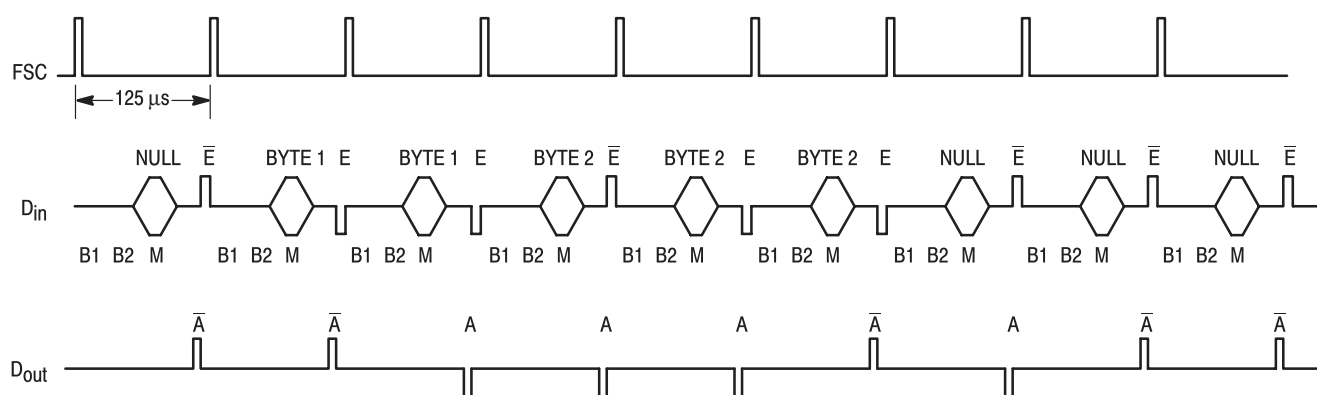 FSC
125 μs
NULL E̅ BYTE 1 E BYTE 1 E BYTE 2 E̅ BYTE 2 E BYTE 2 E NULL E̅ NULL E̅ NULL E̅
Din
B1 B2 M B1 B2 M B1 B2 M B1 B2 M B1 B2 M B1 B2 M B1 B2 M B1 B2 M B1 B2 M
A̅ A̅ A A A A̅ A A̅ A̅
Dout